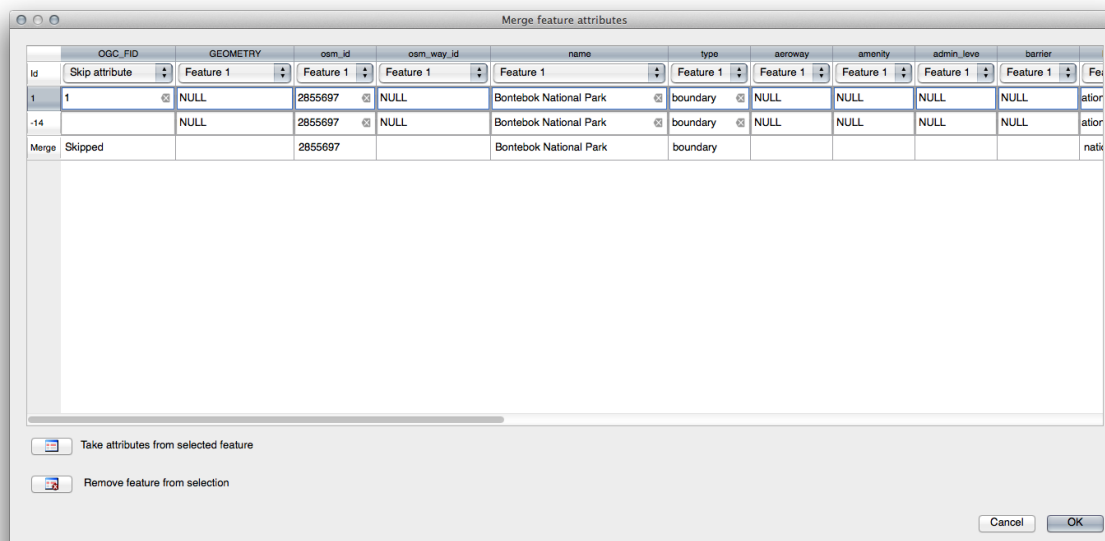 Merge feature attributes
OGC_FID GEOMETRY osm_id osm_way_id name type aeroway amenity admin_leve barrier
Id Skip attribute Feature 1 Feature 1 Feature 1 Feature 1 Feature 1 Feature 1 Feature 1 Feature 1 Feature 1 Fea
1 1 NULL 2855697 NULL Bontebok National Park boundary NULL NULL NULL NULL ation
-14 NULL 2855697 NULL Bontebok National Park boundary NULL NULL NULL NULL ation
Merge Skipped 2855697 Bontebok National Park boundary natio
Take attributes from selected feature
Remove feature from selection
Cancel OK